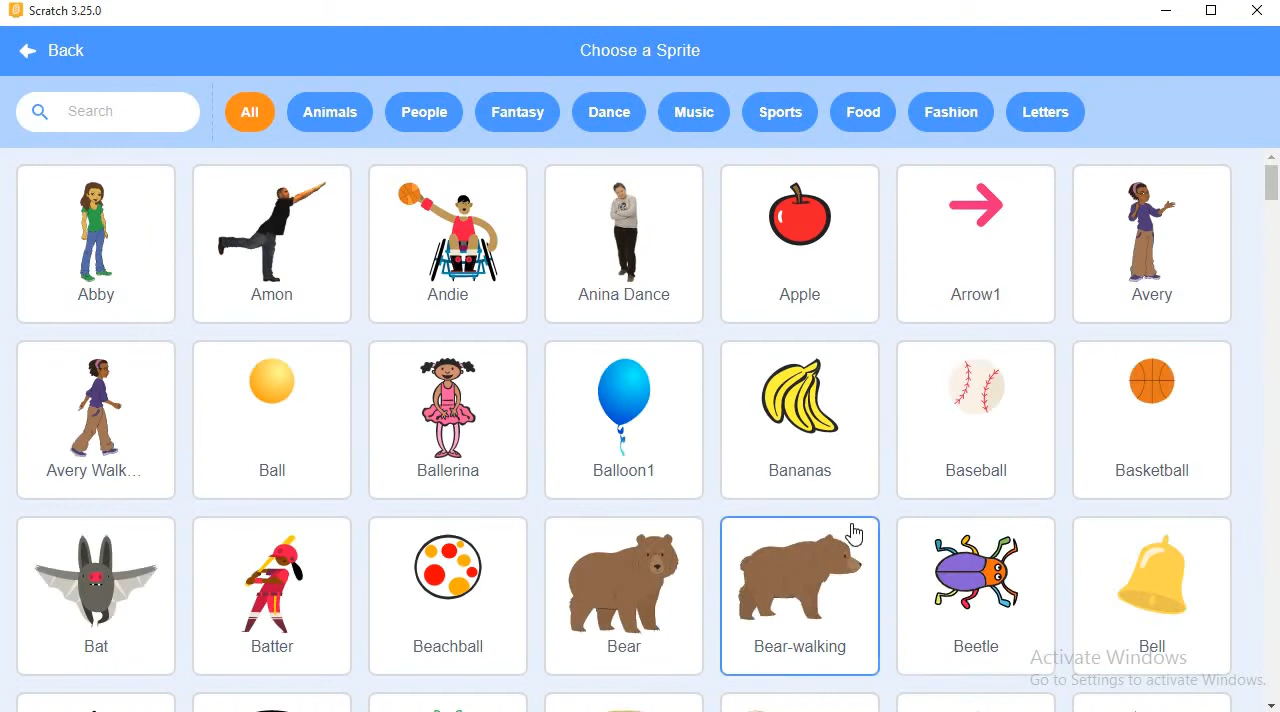 Scratch 3.25.0
Back
Choose a Sprite
Search
All
Animals
People
Fantasy
Dance
Music
Sports
Food
Fashion
Letters
Abby
Amon
Andie
Anina Dance
Apple
Arrow1
Avery
Avery Walk...
Ball
Ballerina
Balloon1
Bananas
Baseball
Basketball
Bat
Batter
Beachball
Bear
Bear-walking
Beetle
Bell
Activate Windows
Go to Settings to activate Windows.